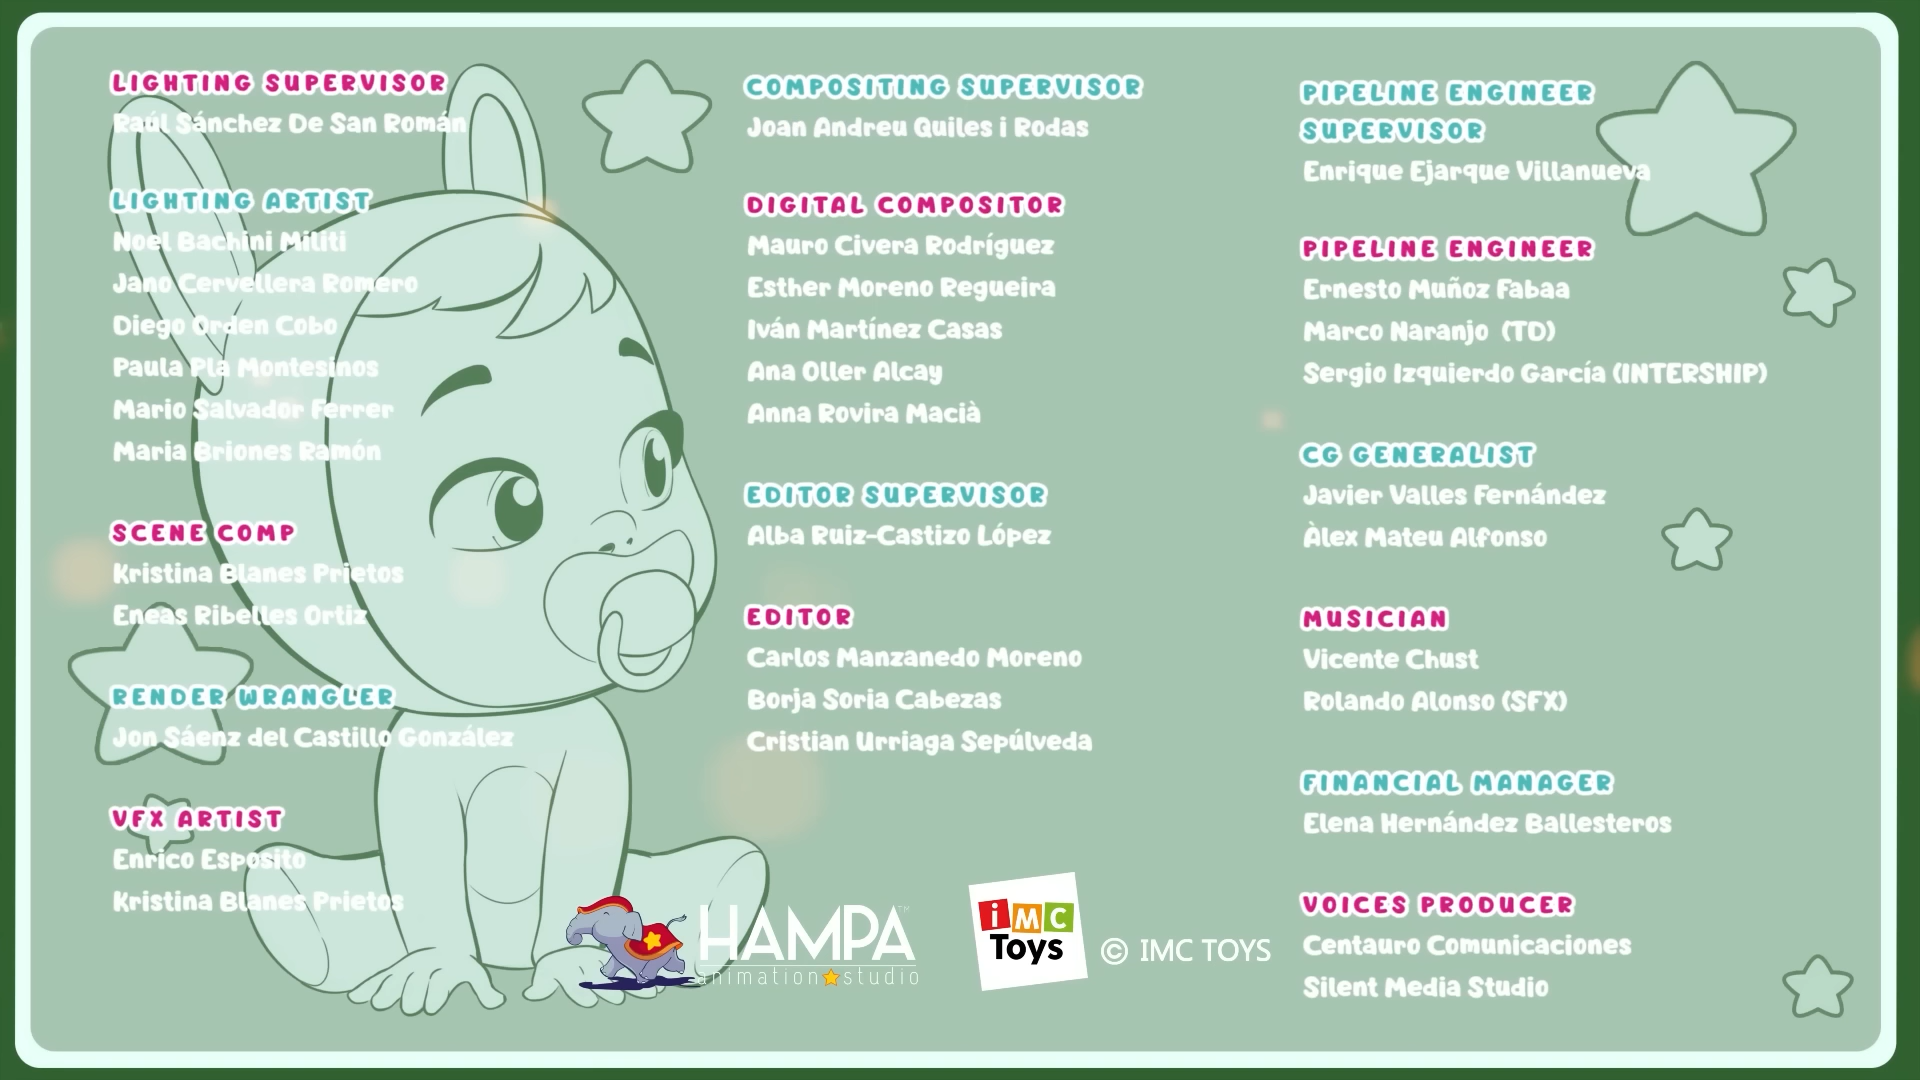 LIGHTING SUPERVISOR
Raúl Sánchez De San Román
LIGHTING ARTIST
Noel Bachini Militi
Jano Cervellera Romero
Diego Orden Cobo
Paula Pla Montesinos
Mario Salvador Ferrer
Maria Briones Ramón
SCENE COMP
Kristina Blanes Prietos
Eneas Ribelles Ortiz
RENDER WRANGLER
Jon Sáenz del Castillo González
VFX ARTIST
Enrico Esposito
Kristina Blanes Prietos
COMPOSITING SUPERVISOR
Joan Andreu Quiles i Rodas
DIGITAL COMPOSITOR
Mauro Civera Rodríguez
Esther Moreno Regueira
Iván Martínez Casas
Ana Oller Alcay
Anna Rovira Macià
EDITOR SUPERVISOR
Alba Ruiz-Castizo López
EDITOR
Carlos Manzanedo Moreno
Borja Soria Cabezas
Cristian Urriaga Sepúlveda
HAMPA™
animation studio
iMC
Toys
© IMC TOYS
PIPELINE ENGINEER
SUPERVISOR
Enrique Ejarque Villanueva
PIPELINE ENGINEER
Ernesto Muñoz Fabaa
Marco Naranjo (TD)
Sergio Izquierdo García (INTERSHIP)
CG GENERALIST
Javier Valles Fernández
Àlex Mateu Alfonso
MUSICIAN
Vicente Chust
Rolando Alonso (SFX)
FINANCIAL MANAGER
Elena Hernández Ballesteros
VOICES PRODUCER
Centauro Comunicaciones
Silent Media Studio